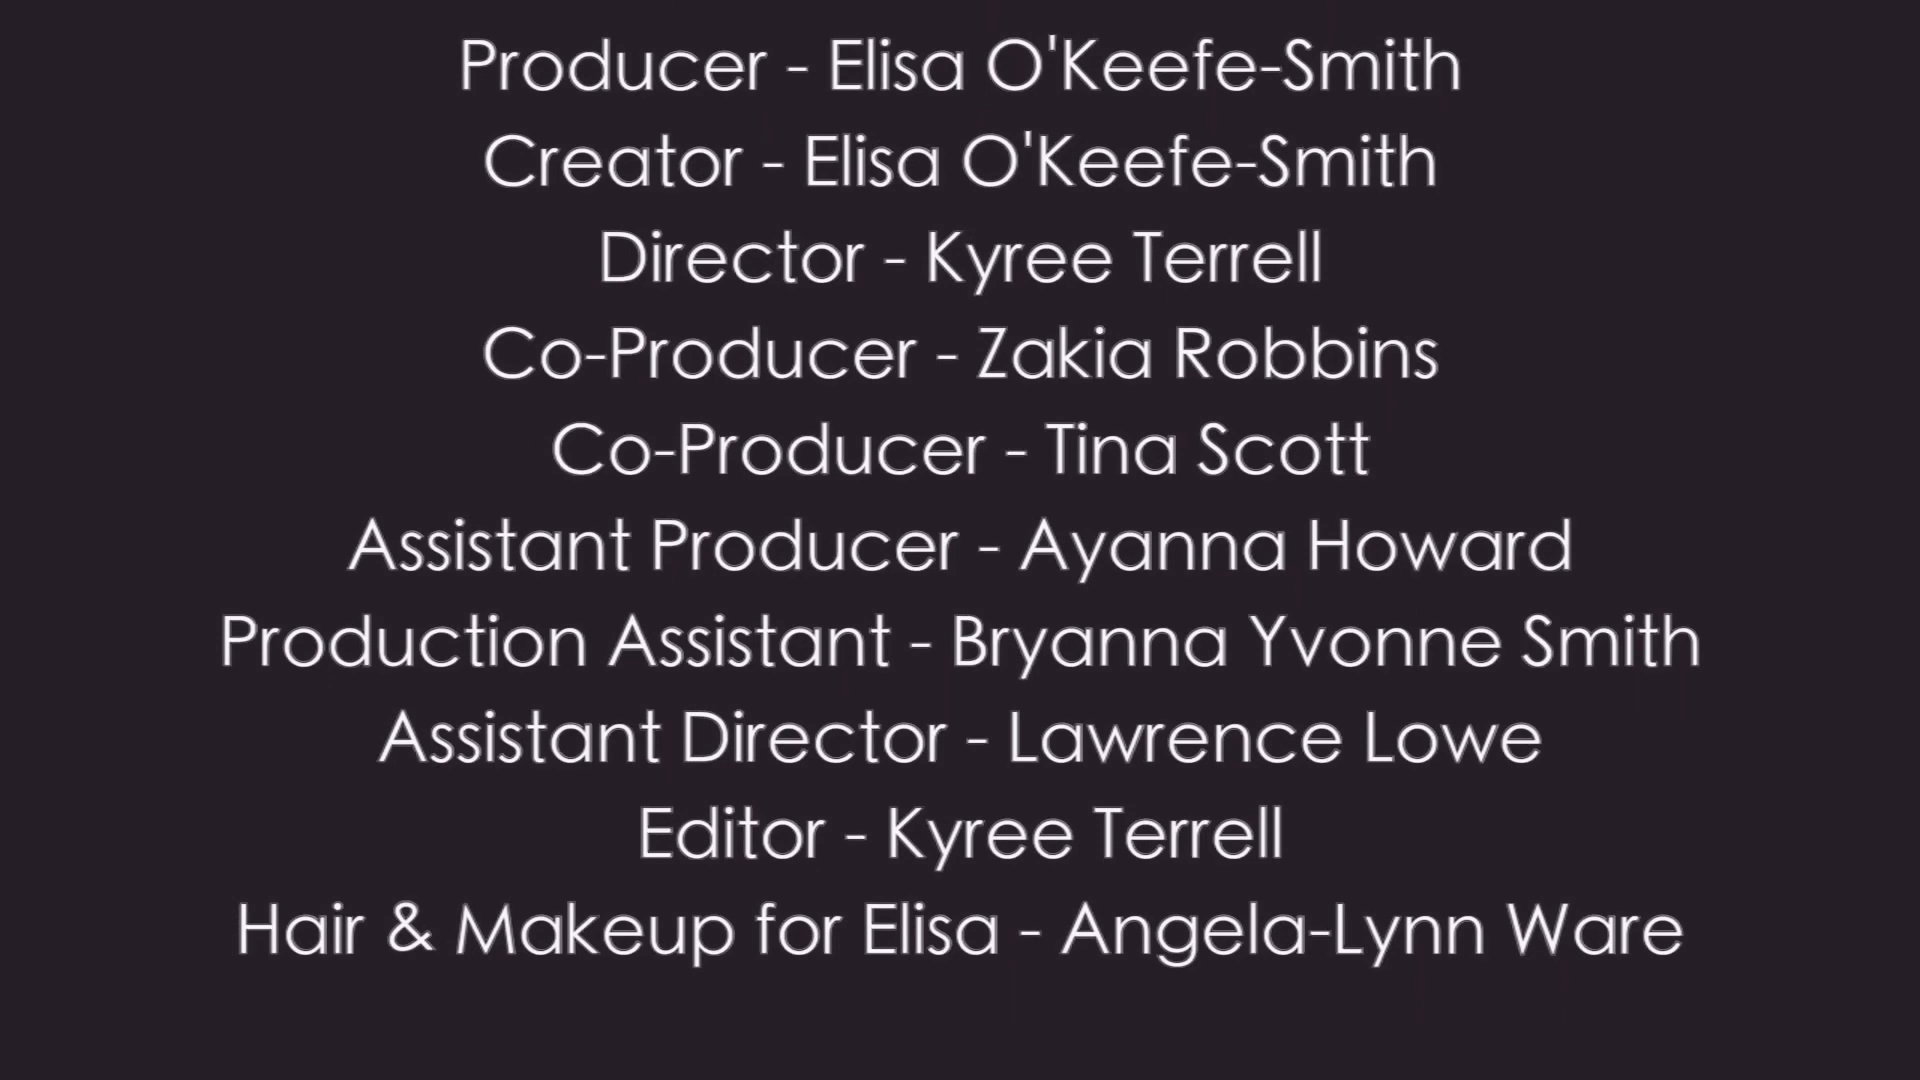 Producer - Elisa O'Keefe-Smith
Creator - Elisa O'Keefe-Smith
Director - Kyree Terrell
Co-Producer - Zakia Robbins
Co-Producer - Tina Scott
Assistant Producer - Ayanna Howard
Production Assistant - Bryanna Yvonne Smith
Assistant Director - Lawrence Lowe
Editor - Kyree Terrell
Hair & Makeup for Elisa - Angela-Lynn Ware